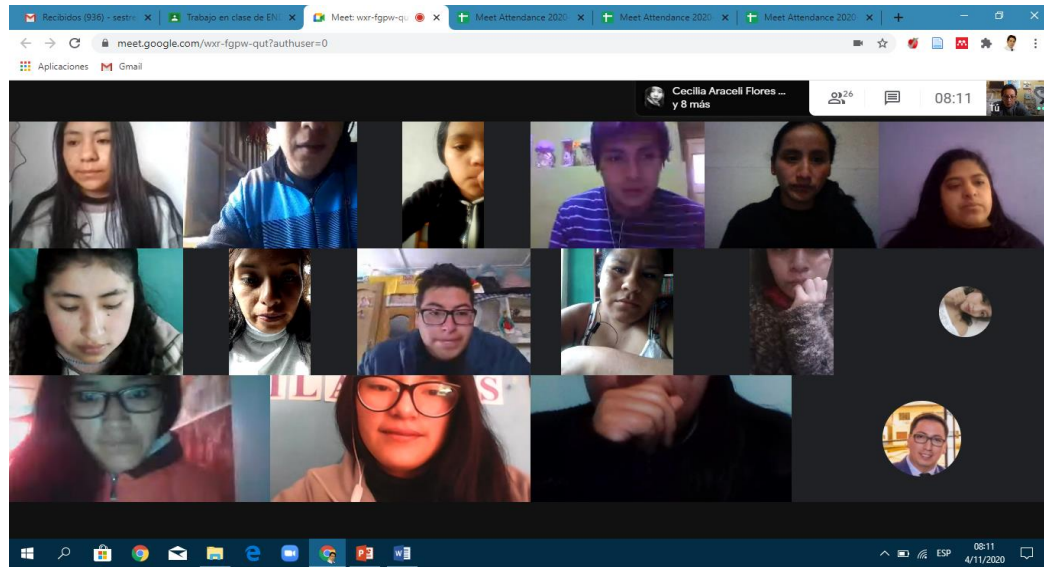 Recibidos (936) - sestre
Trabajo en clase de EN
Meet: wxr-fgpw-qu
Meet Attendance 2020
Meet Attendance 2020
Meet Attendance 2020
meet.google.com/wxr-fgpw-qut?authuser=0
Aplicaciones
Gmail
Cecilia Araceli Flores ...
y 8 más
26
08:11
Tú
ESP
08:11
4/11/2020